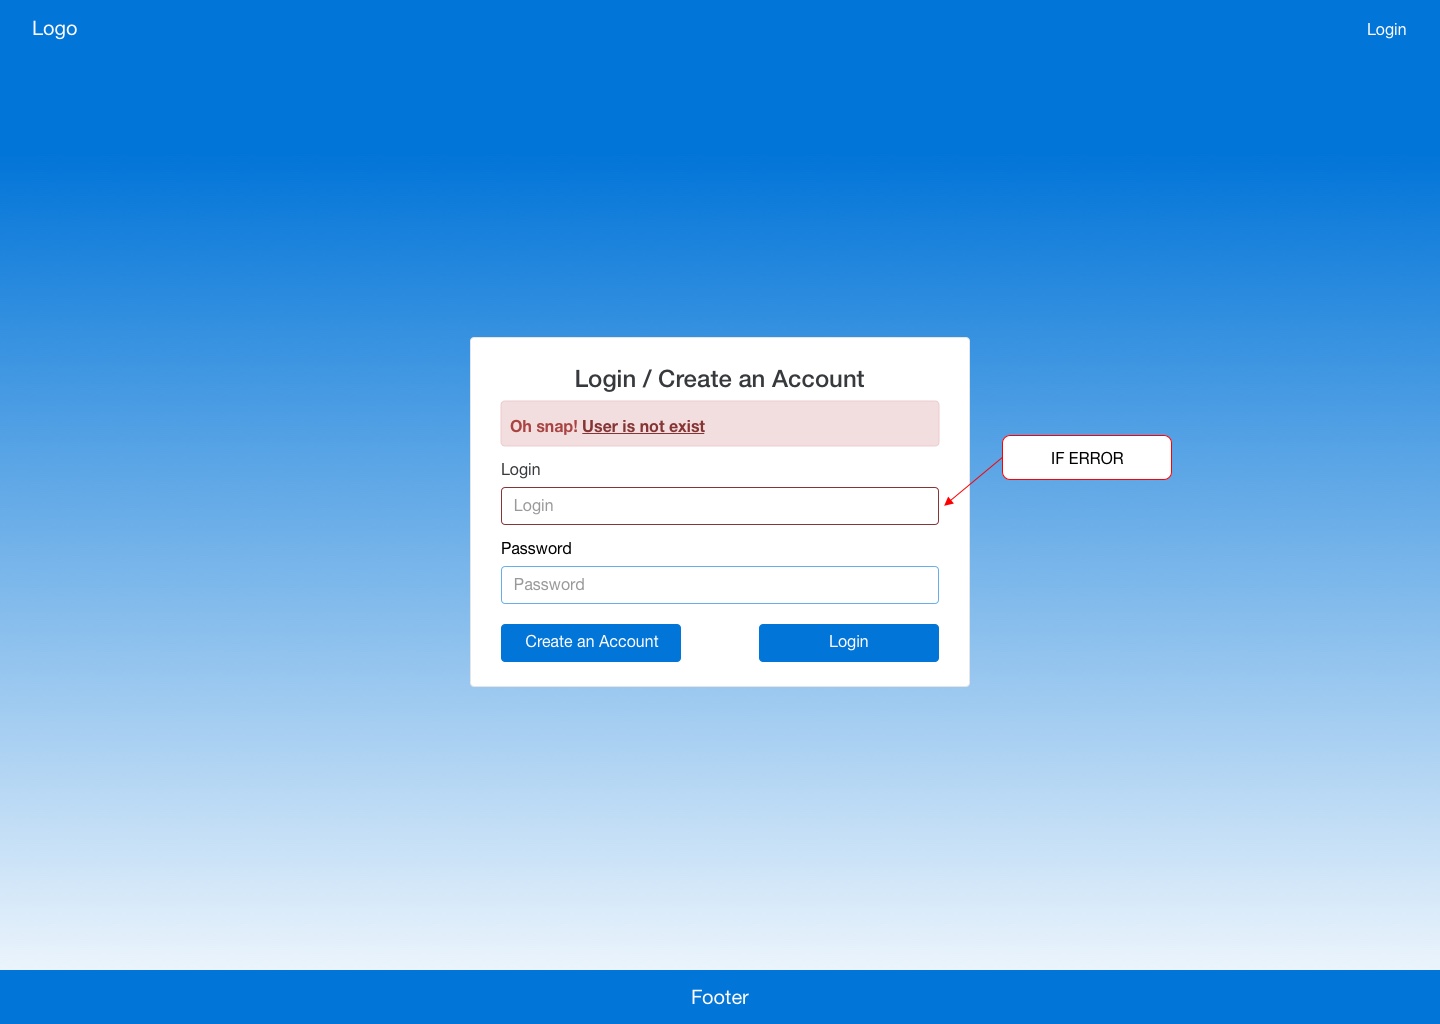 Logo
Login
Login / Create an Account
Oh snap! User is not exist
IF ERROR
Login
Login
Password
Password
Create an Account
Login
Footer